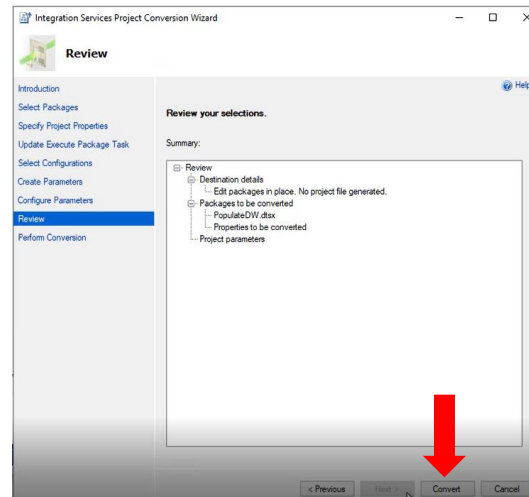 Integration Services Project Conversion Wizard
Review
Help
Introduction
Select Packages
Specify Project Properties
Update Execute Package Task
Select Configurations
Create Parameters
Configure Parameters
Review
Perform Conversion
Review your selections.
Summary:
Review
Destination details
Edit packages in place. No project file generated.
Packages to be converted
PopulateDW.dtsx
Properties to be converted
Project parameters
< Previous
Next >
Convert
Cancel